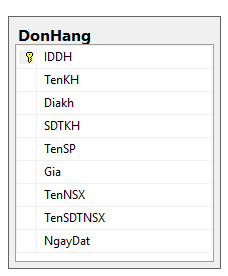 DonHang
IDDH
TenKH
Diakh
SDTKH
TenSP
Gia
TenNSX
TenSDTNSX
NgayDat